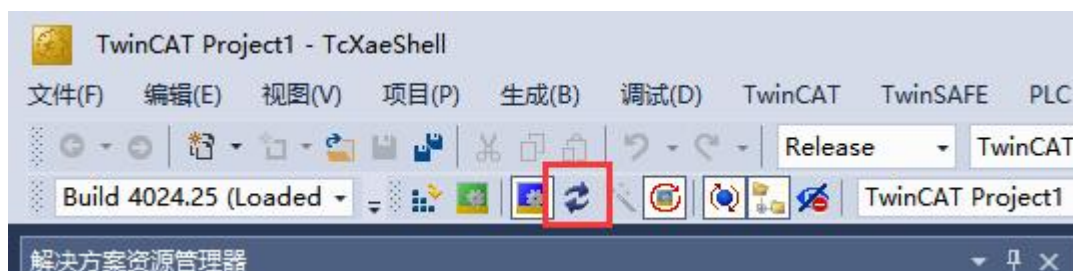 TwinCAT Project1 - TcXaeShell
文件(F) 编辑(E) 视图(V) 项目(P) 生成(B) 调试(D) TwinCAT TwinSAFE PLC
Release TwinCAT
Build 4024.25 (Loaded TwinCAT Project1
解决方案资源管理器